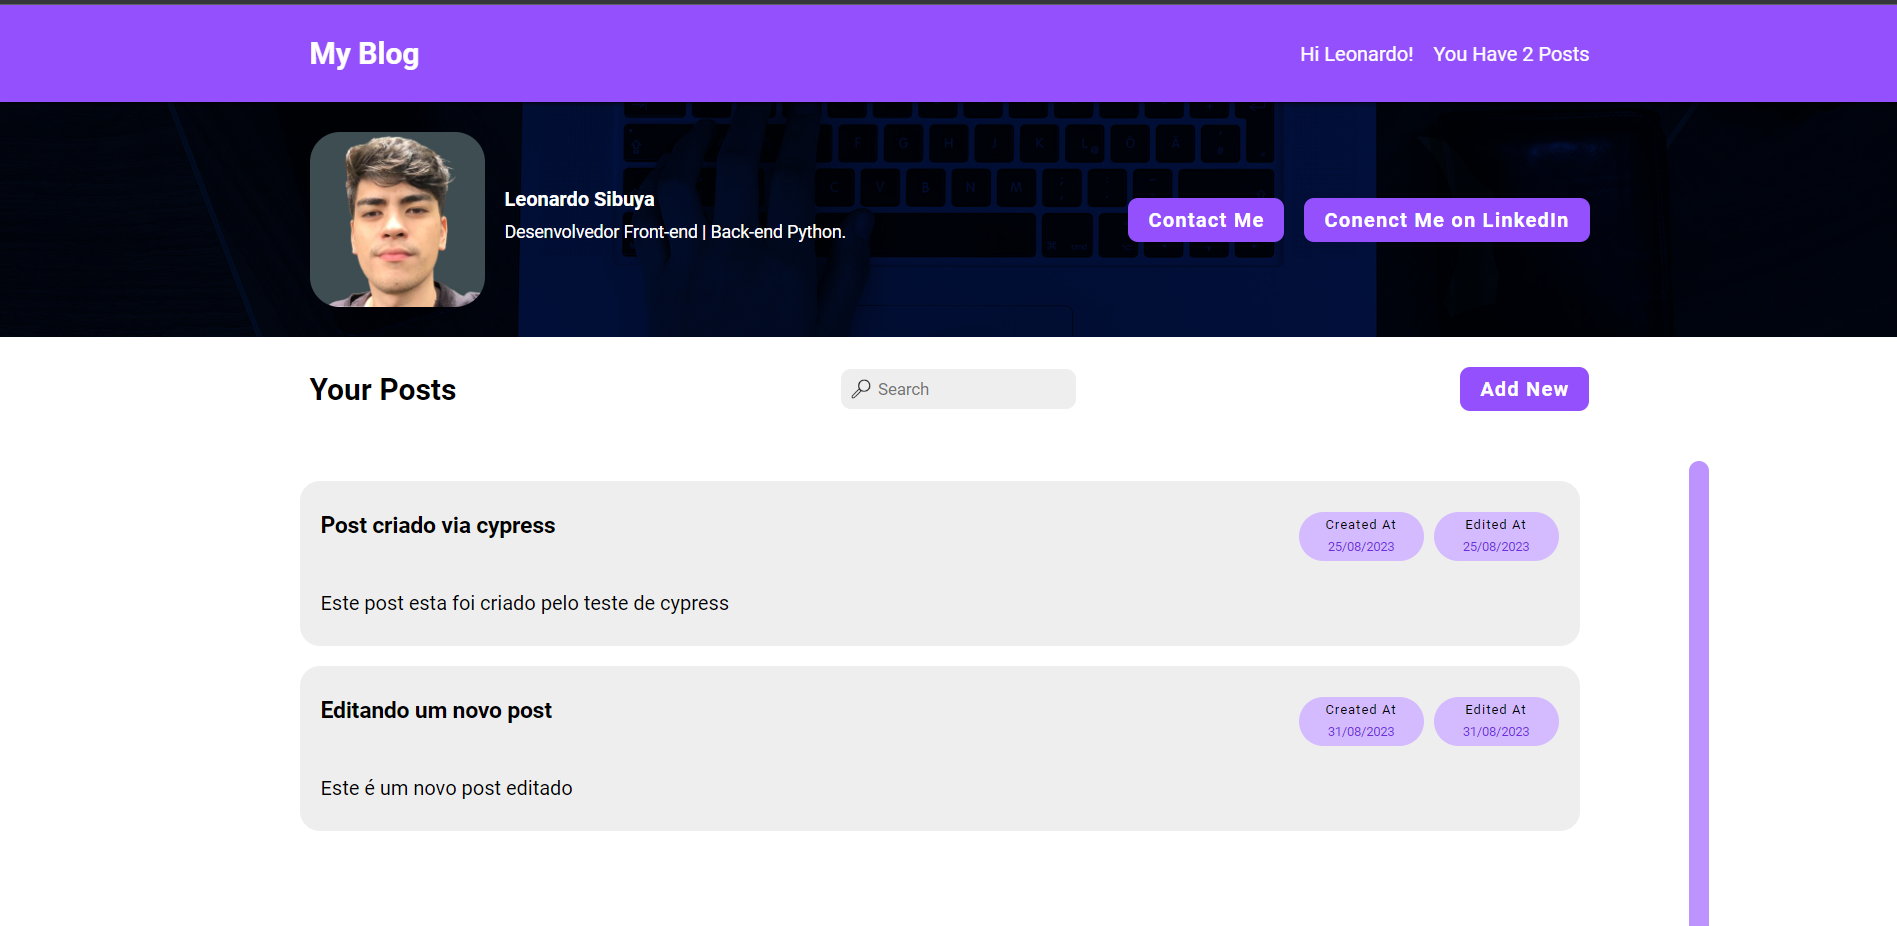 My Blog
Hi Leonardo! You Have 2 Posts
Leonardo Sibuya
Desenvolvedor Front-end | Back-end Python.
Contact Me
Conenct Me on LinkedIn
Your Posts
Search
Add New
Post criado via cypress
Created At
25/08/2023
Edited At
25/08/2023
Este post esta foi criado pelo teste de cypress
Editando um novo post
Created At
31/08/2023
Edited At
31/08/2023
Este é um novo post editado